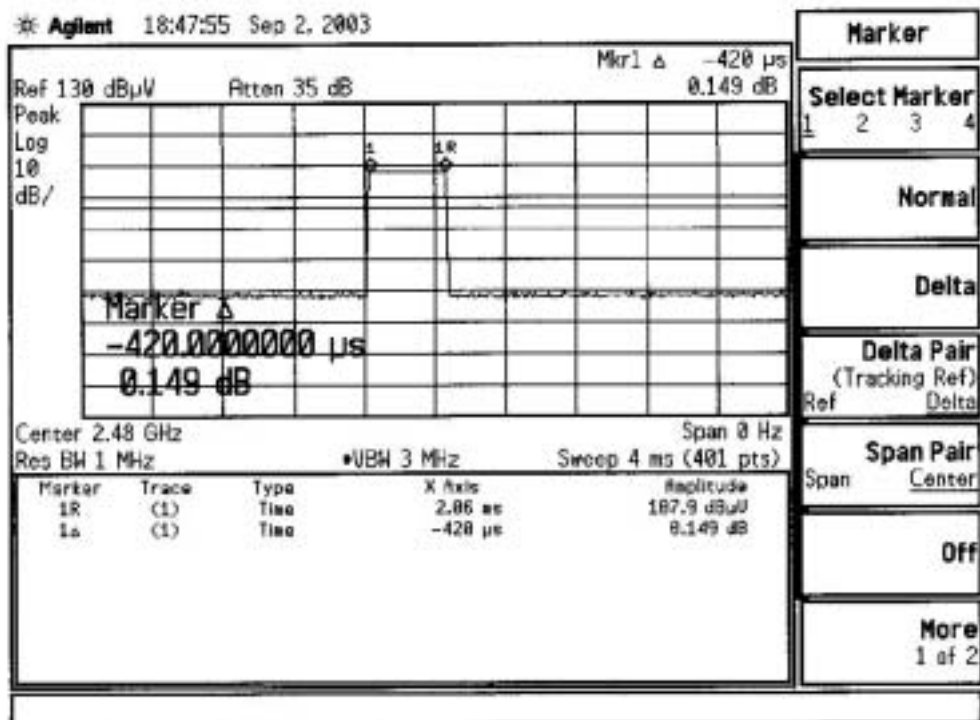 Agilent 18:47:55 Sep 2, 2003
Mkr1 Δ -420 µs
Ref 130 dBµV Atten 35 dB 0.149 dB
Peak
Log
10
dB/
1 1R
Marker Δ
-420.0000000 µs
0.149 dB
Center 2.48 GHz Span 0 Hz
Res BW 1 MHz •VBW 3 MHz Sweep 4 ms (401 pts)
Marker Trace Type X Axis Amplitude
1R (1) Time 2.06 ms 107.9 dBµV
1Δ (1) Time -420 µs 0.149 dB
Marker
Select Marker
1 2 3 4
Normal
Delta
Delta Pair
(Tracking Ref)
Ref Delta
Span Pair
Span Center
Off
More
1 of 2